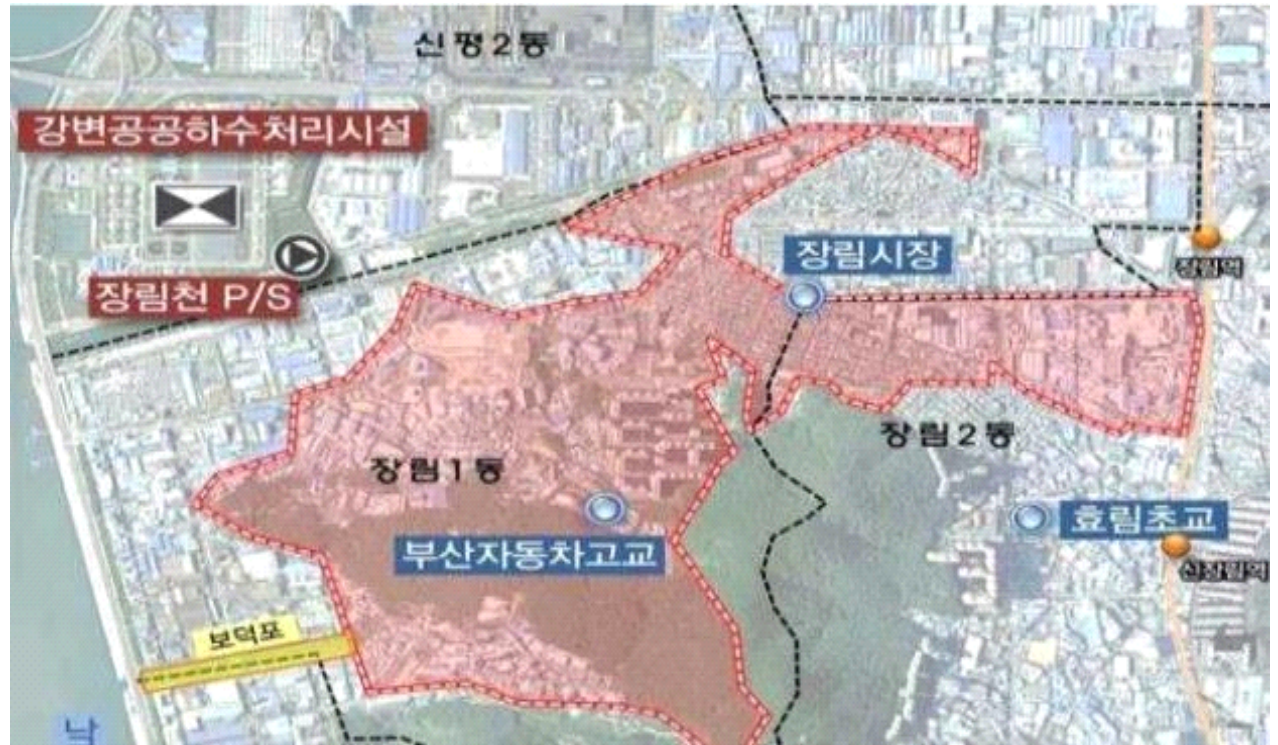 신평2동
강변공공하수처리시설
장림시장
장림역
장림천 P/S
장림2동
장림1동
효림초교
부산자동차고교
신장림역
보덕포
낙